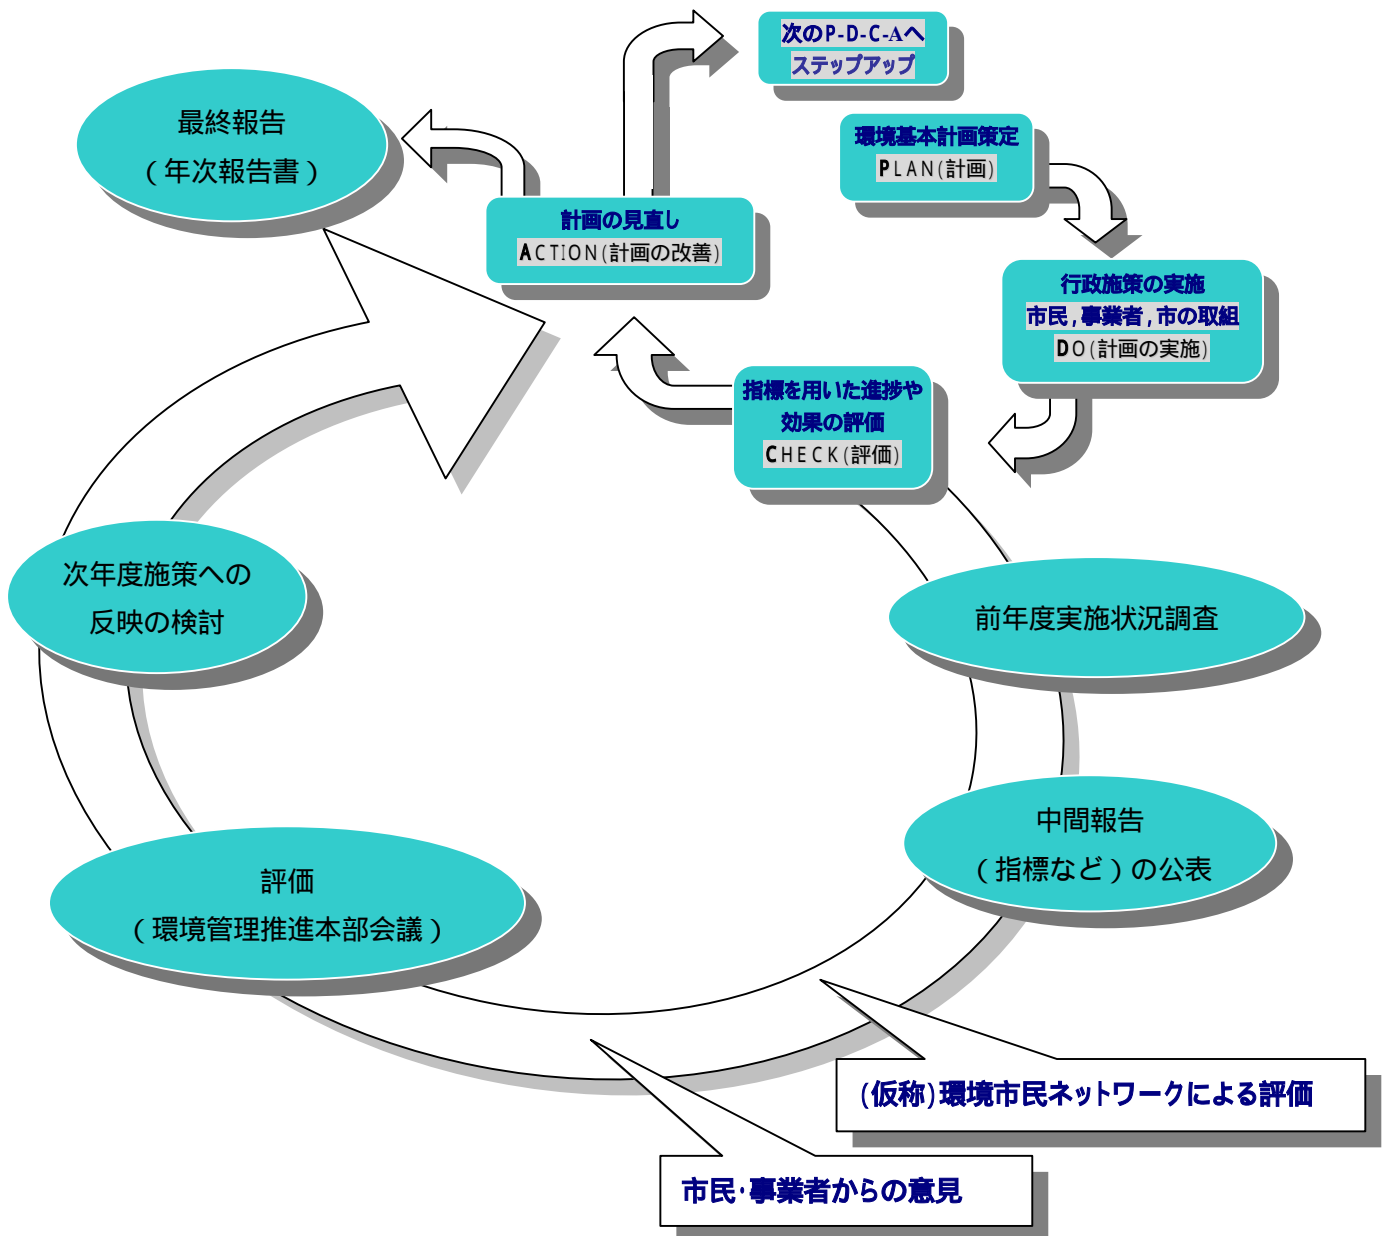 次のP-D-C-Aへ
ステップアップ
環境基本計画策定
PLAN(計画)
行政施策の実施
市民,事業者,市の取組
DO(計画の実施)
指標を用いた進捗や
効果の評価
CHECK(評価)
計画の見直し
ACTION(計画の改善)
最終報告
(年次報告書)
前年度実施状況調査
中間報告
(指標など)の公表
(仮称)環境市民ネットワークによる評価
市民・事業者からの意見
評価
(環境管理推進本部会議)
次年度施策への
反映の検討